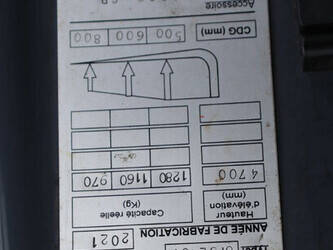 ANNÉE DE FABRICATION 2021
Hauteur d'élévation (mm)
Capacité réelle (Kg)
4 700 1280 1160 970
CDG (mm) 500 600 800
Accessoire